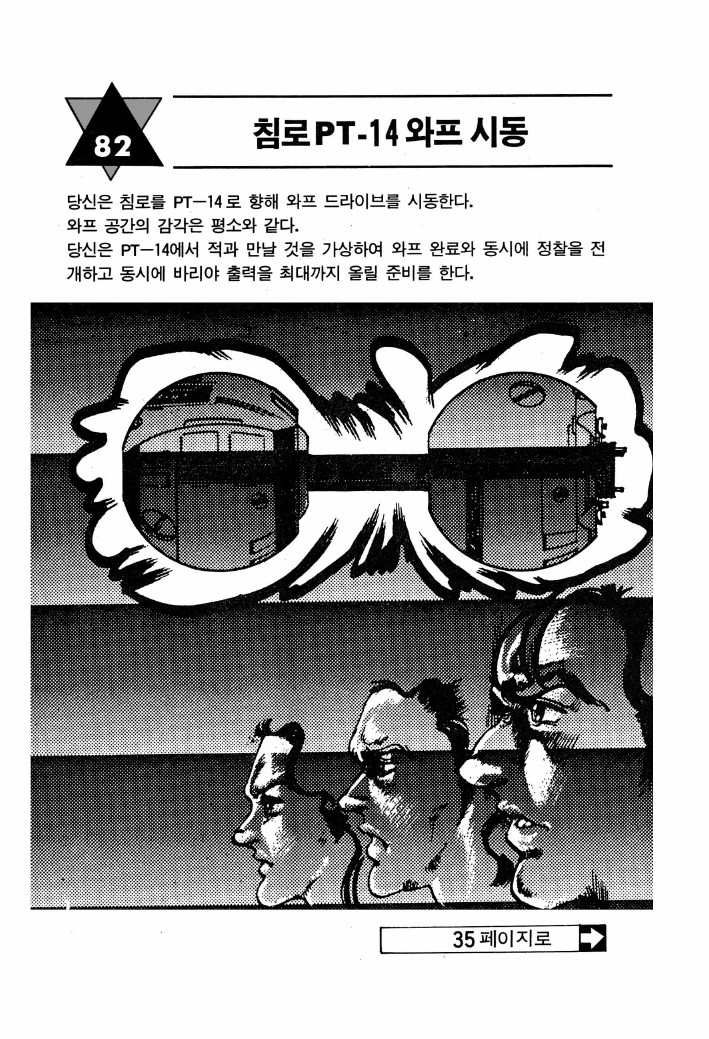 82
침로PT-14와프 시동
당신은 침로를 PT-14로 향해 와프 드라이브를 시동한다.
와프 공간의 감각은 평소와 같다.
당신은 PT-14에서 적과 만날 것을 가상하여 와프 완료와 동시에 정찰을 전
개하고 동시에 바리야 출력을 최대까지 올릴 준비를 한다.
35페이지로